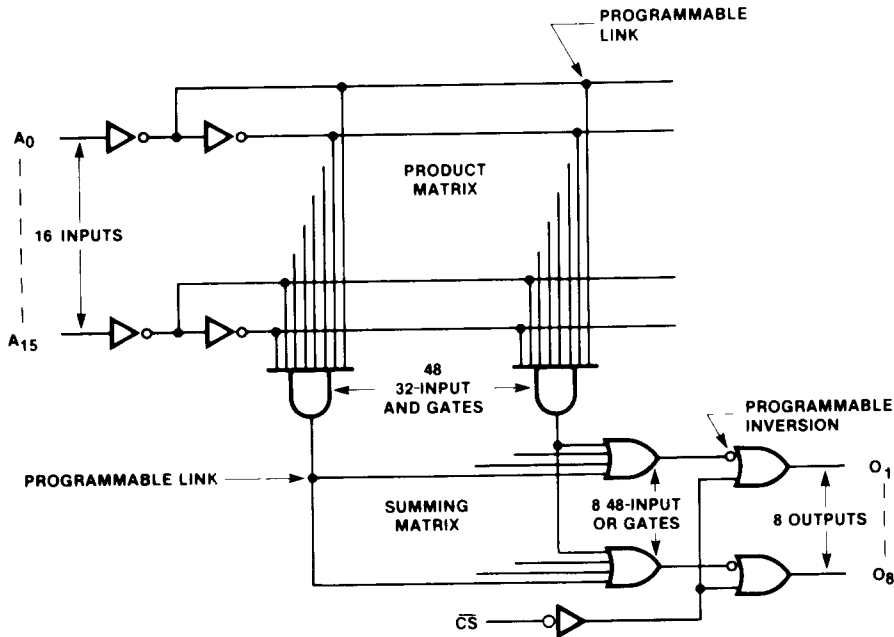 PROGRAMMABLE
LINK
A0
PRODUCT
MATRIX
16 INPUTS
A15
48
32-INPUT
AND GATES
PROGRAMMABLE
INVERSION
PROGRAMMABLE LINK
O1
SUMMING
MATRIX
8 48-INPUT
OR GATES
8 OUTPUTS
O8
C̅S̅